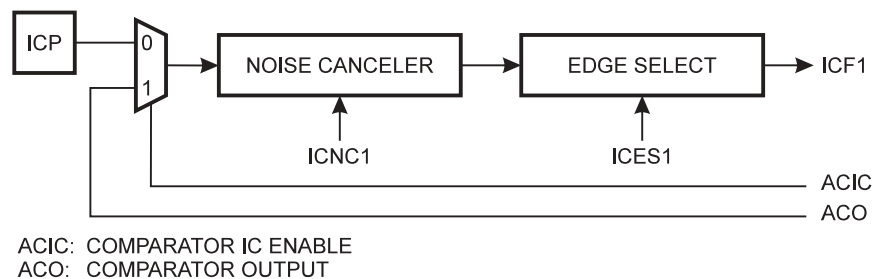 ICP
0
1
NOISE CANCELER
EDGE SELECT
ICF1
ICNC1
ICES1
ACIC
ACO
ACIC: COMPARATOR IC ENABLE
ACO: COMPARATOR OUTPUT